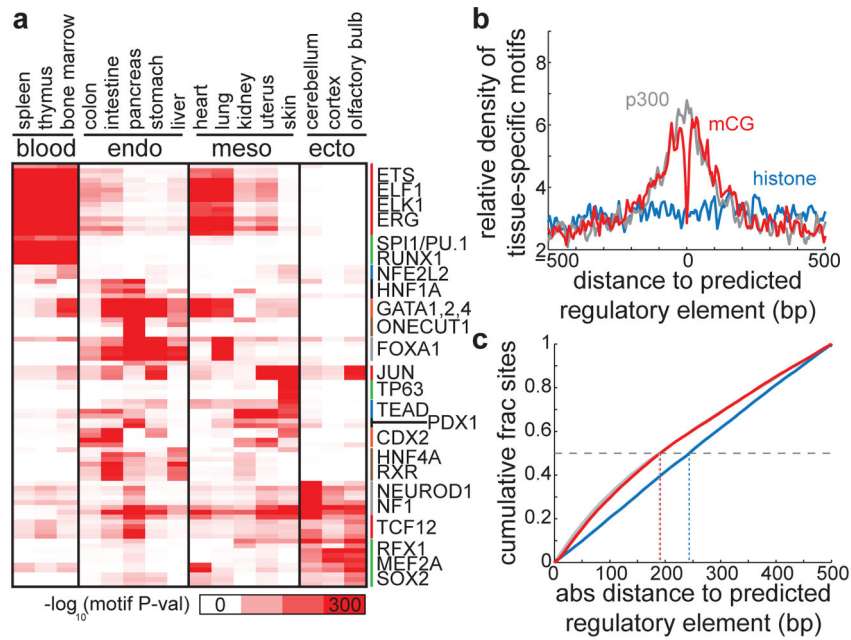 a
spleen
thymus
bone marrow
colon
intestine
pancreas
stomach
liver
heart
lung
kidney
uterus
skin
cerebellum
cortex
olfactory bulb
blood
endo
meso
ecto
ETS
ELF1
ELK1
ERG
SPI1/PU.1
RUNX1
NFE2L2
HNF1A
GATA1,2,4
ONECUT1
FOXA1
JUN
TP63
TEAD
PDX1
CDX2
HNF4A
RXR
NEUROD1
NF1
TCF12
RFX1
MEF2A
SOX2
-log10(motif P-val)
0
300
b
relative density of
tissue-specific motifs
8
6
4
2
p300
mCG
histone
-500
0
500
distance to predicted
regulatory element (bp)
c
cumulative frac sites
1
0.8
0.6
0.4
0.2
0
0
100
200
300
400
500
abs distance to predicted
regulatory element (bp)